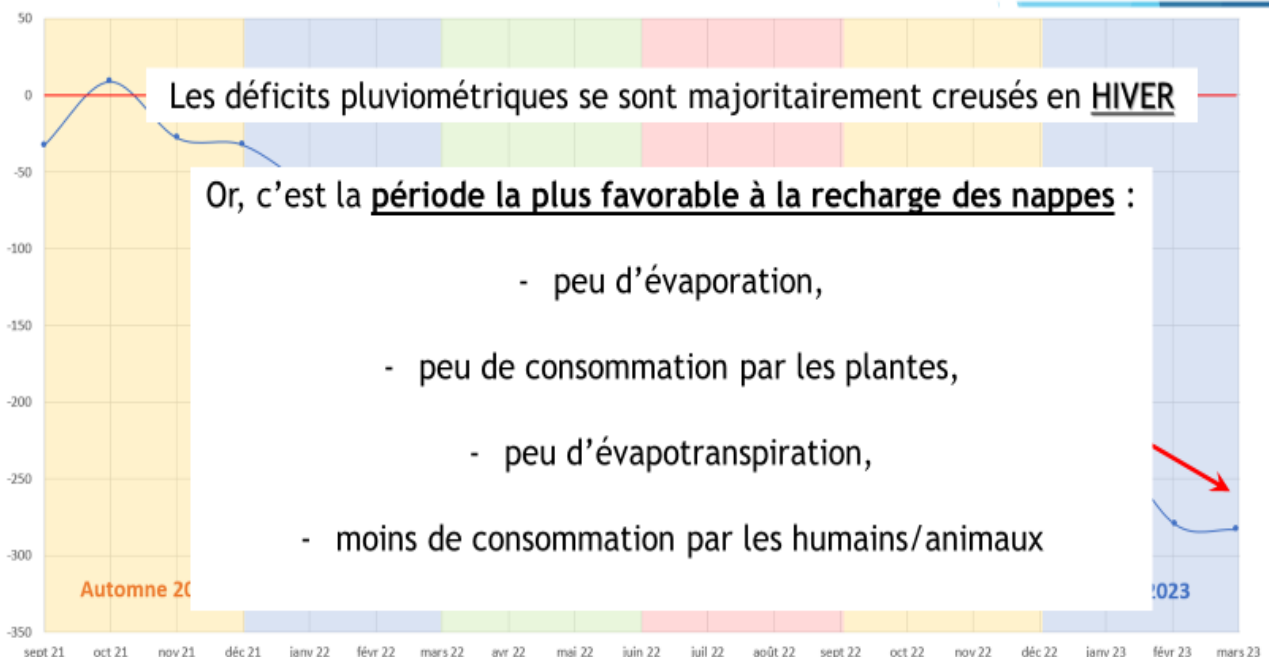 50
0
Les déficits pluviométriques se sont majoritairement creusés en HIVER
-50
Or, c’est la période la plus favorable à la recharge des nappes :
-100
- peu d’évaporation,
-150
- peu de consommation par les plantes,
-200
- peu d’évapotranspiration,
-250
- moins de consommation par les humains/animaux
-300
Automne 20
2023
-350
sept 21 oct 21 nov 21 déc 21 janv 22 févr 22 mars 22 avr 22 mai 22 juin 22 juil 22 août 22 sept 22 oct 22 nov 22 déc 22 janv 23 févr 23 mars 23